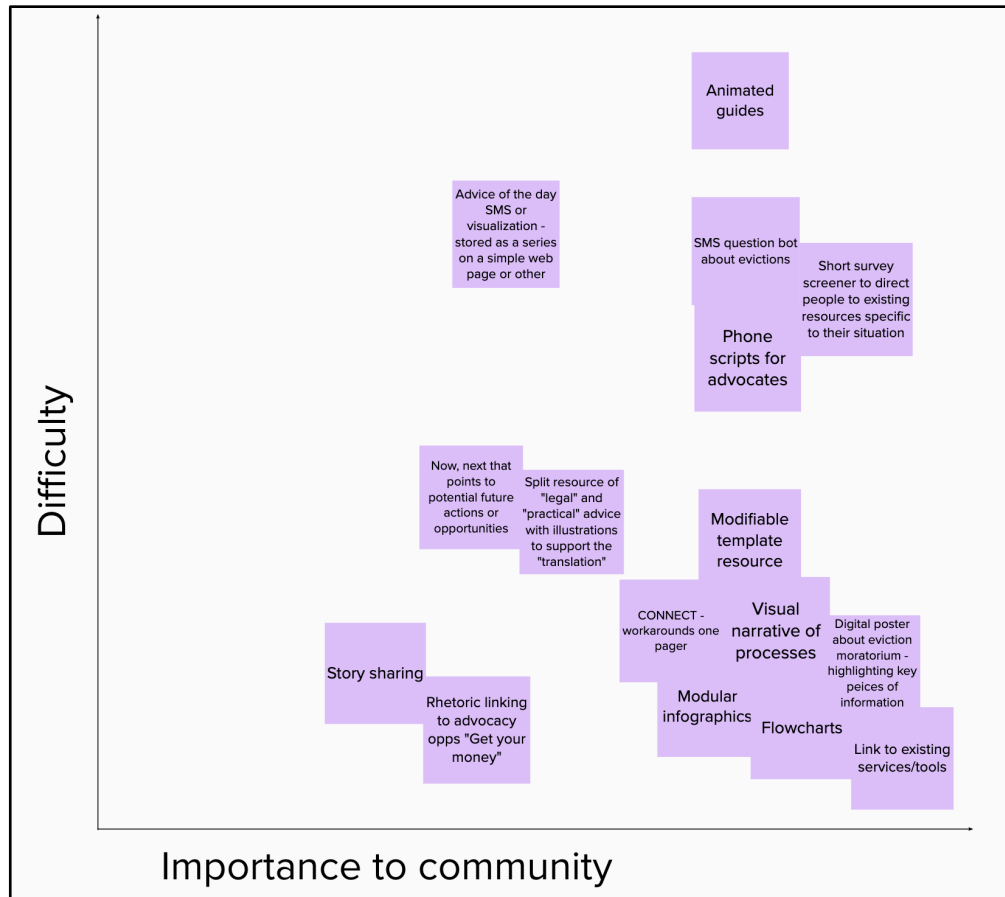 Animated
guides
Advice of the day
SMS or
visualization -
stored as a series
on a simple web
page or other
SMS question bot
about evictions
Short survey
screener to direct
people to existing
resources specific
to their situation
Phone
scripts for
advocates
Difficulty
Now, next that
points to
potential future
actions or
opportunities
Split resource of
"legal" and
"practical" advice
with illustrations
to support the
"translation"
Modifiable
template
resource
CONNECT -
workarounds one
pager
Visual
narrative of
processes
Digital poster
about eviction
moratorium -
highlighting key
peices of
information
Story sharing
Rhetoric linking
to advocacy
opps "Get your
money"
Modular
infographics
Flowcharts
Link to existing
services/tools
Importance to community